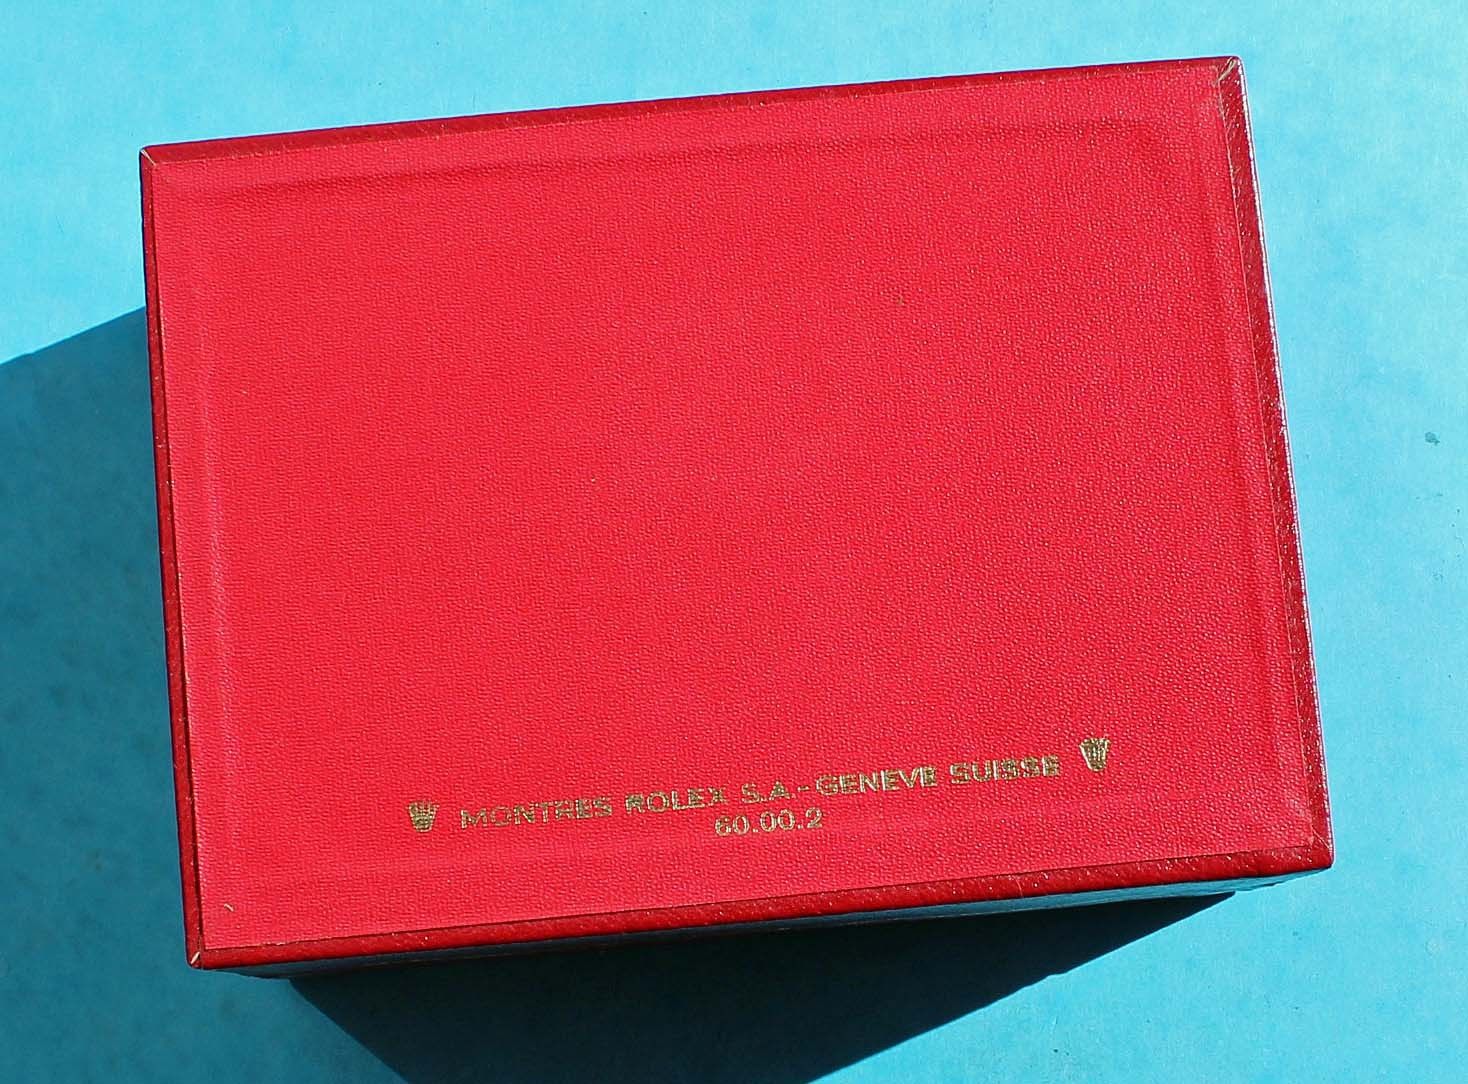 MONTRES ROLEX S.A.-GENEVE SUISSE
60.00.2